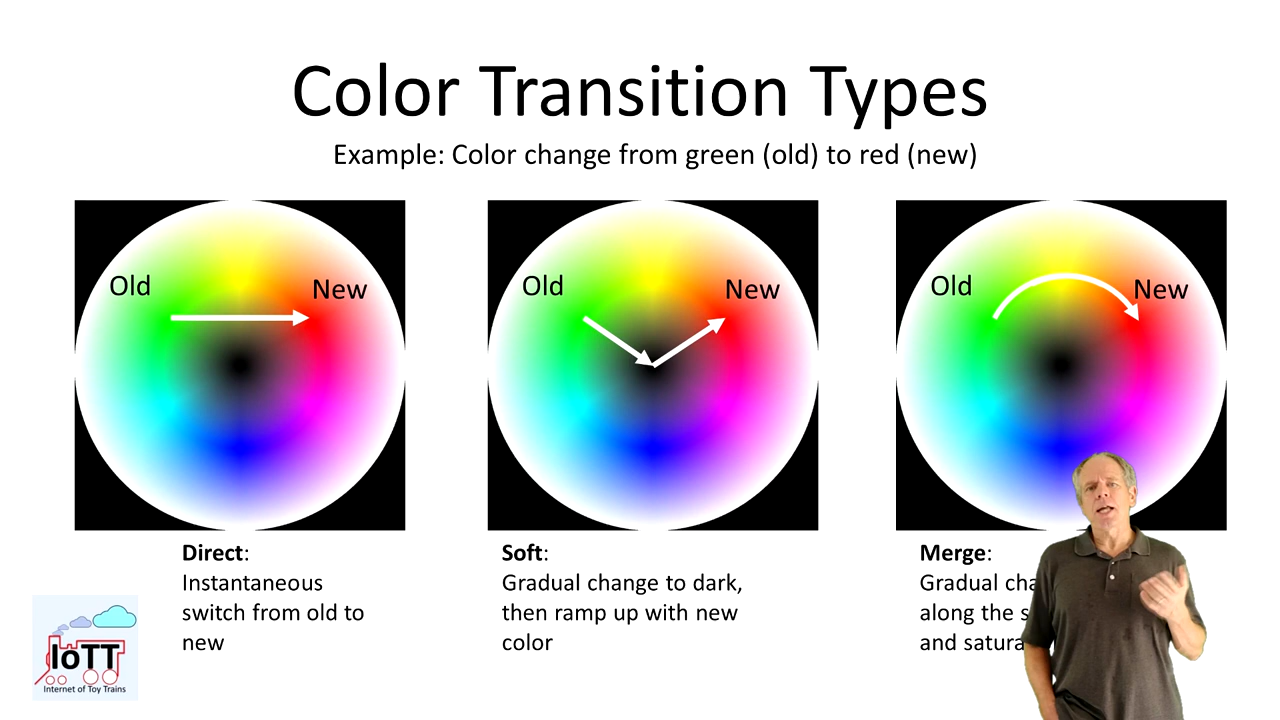 Color Transition Types
Example: Color change from green (old) to red (new)
Old
New
Old
New
Old
New
Direct:
Instantaneous
switch from old to
new
Soft:
Gradual change to dark,
then ramp up with new
color
Merge:
Gradual
along the
and
IoTT
Internet of Toy Trains